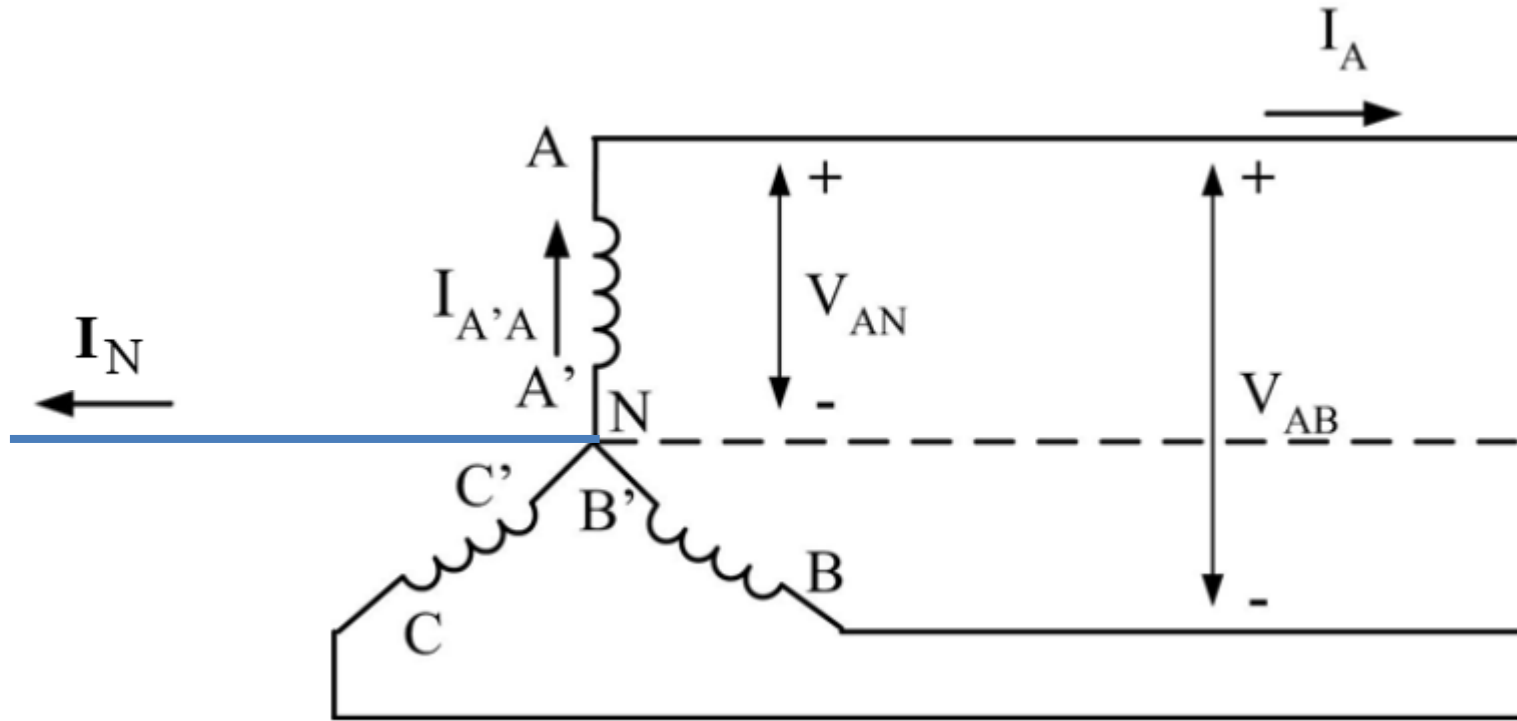 I_A
A
+
+
I_A’A
V_AN
I_N
A’
N
-
V_AB
C’
B’
B
-
C